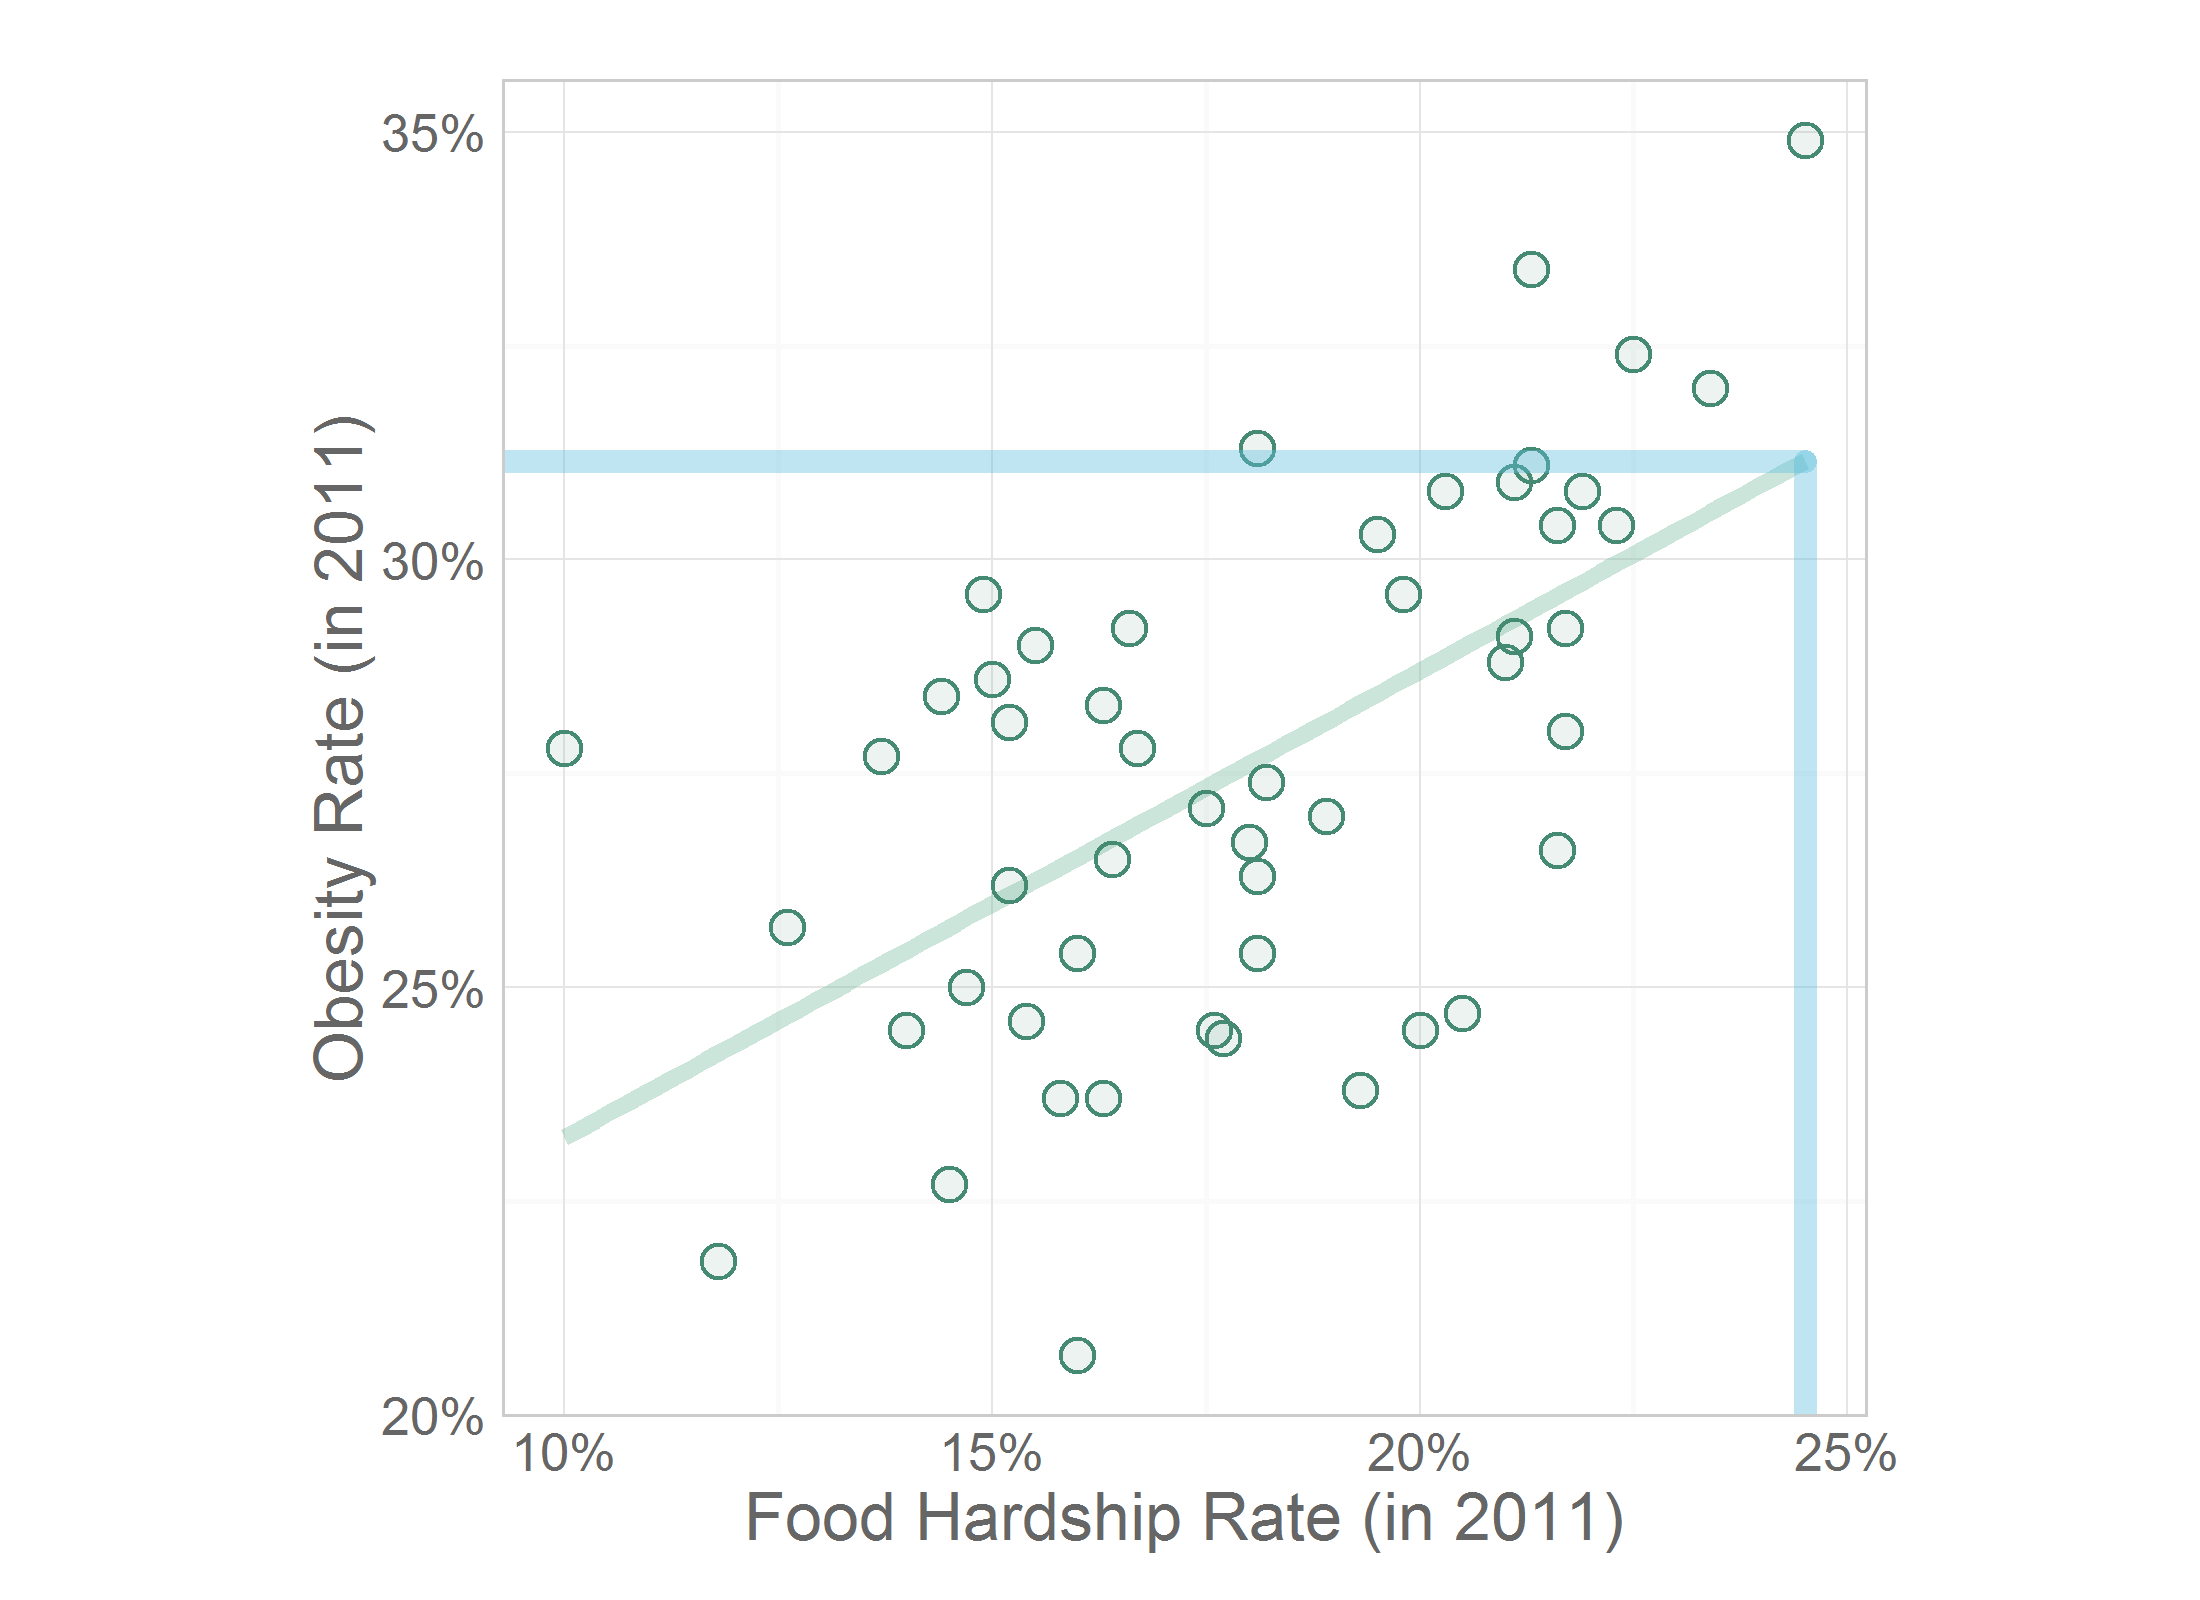 35%
30%
25%
20%
Obesity Rate (in 2011)
10% 15% 20% 25%
Food Hardship Rate (in 2011)